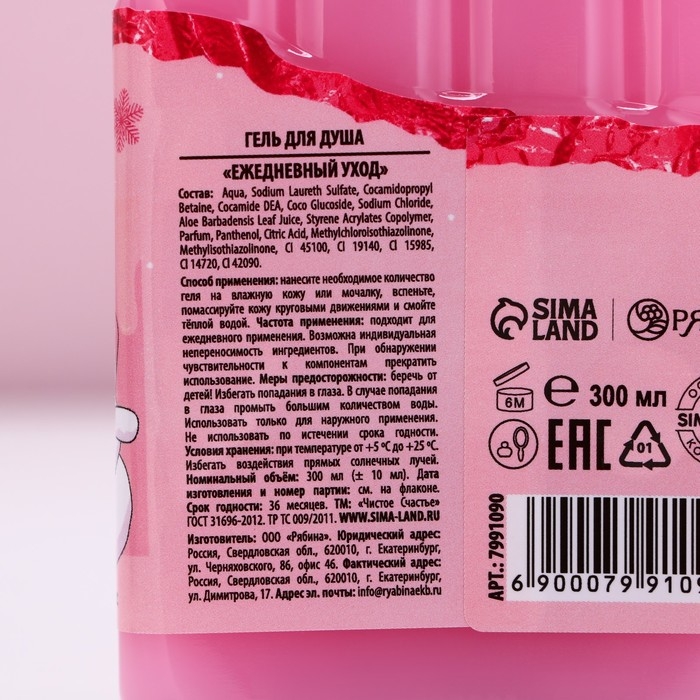 ГЕЛЬ ДЛЯ ДУША
«ЕЖЕДНЕВНЫЙ УХОД»
Состав: Aqua, Sodium Laureth Sulfate, Cocamidopropyl
Betaine, Cocamide DEA, Coco Glucoside, Sodium Chloride,
Aloe Barbadensis Leaf Juice, Styrene Acrylates Copolymer,
Parfum, Panthenol, Citric Acid, Methylchloroisothiazolinone,
Methylisothiazolinone, CI 45100, CI 19140, CI 15985,
CI 14720, CI 42090.
Способ применения: нанесите необходимое количество
геля на влажную кожу или мочалку, вспеньте,
помассируйте кожу круговыми движениями и смойте
тёплой водой. Частота применения: подходит для
ежедневного применения. Возможна индивидуальная
непереносимость ингредиентов. При обнаружении
чувствительности к компонентам прекратить
использование. Меры предосторожности: беречь от
детей! Избегать попадания в глаза. В случае попадания
в глаза промыть большим количеством воды.
Использовать только для наружного применения.
Не использовать по истечении срока годности.
Условия хранения: при температуре от +5 ºC до +25 ºC.
Избегать воздействия прямых солнечных лучей.
Номинальный объём: 300 мл (± 10 мл). Дата
изготовления и номер партии: см. на флаконе.
Срок годности: 36 месяцев. ТМ: «Чистое Счастье»
ГОСТ 31696-2012. ТР ТС 009/2011. WWW.SIMA-LAND.RU
Изготовитель: ООО «Рябина». Юридический адрес:
Россия, Свердловская обл., 620010, г. Екатеринбург,
ул. Черняховского, 86, офис 46. Фактический адрес:
Россия, Свердловская обл., 620010, г. Екатеринбург,
ул. Димитрова, 17. Адрес эл. почты: info@ryabinaekb.ru
SIMA
LAND
РЯ
6М
℮ 300 мл
SIM
EAC
01
АРТ.: 7991090
6 900079 9109